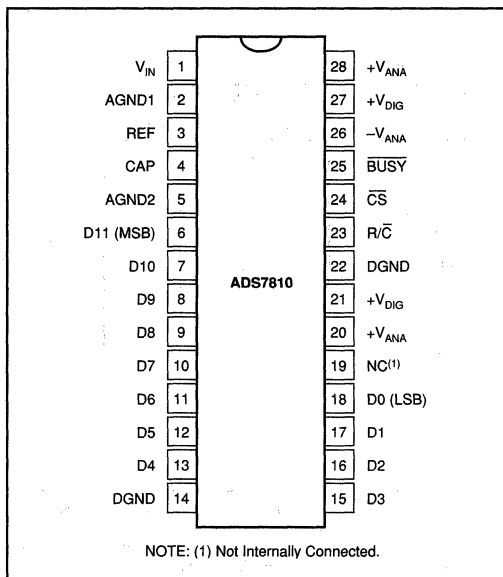 V_IN 1
AGND1 2
REF 3
CAP 4
AGND2 5
D11 (MSB) 6
D10 7
D9 8
D8 9
D7 10
D6 11
D5 12
D4 13
DGND 14
ADS7810
28 +V_ANA
27 +V_DIG
26 –V_ANA
25 B̅U̅S̅Y̅
24 C̅S̅
23 R/C̅
22 DGND
21 +V_DIG
20 +V_ANA
19 NC(1)
18 D0 (LSB)
17 D1
16 D2
15 D3
NOTE: (1) Not Internally Connected.